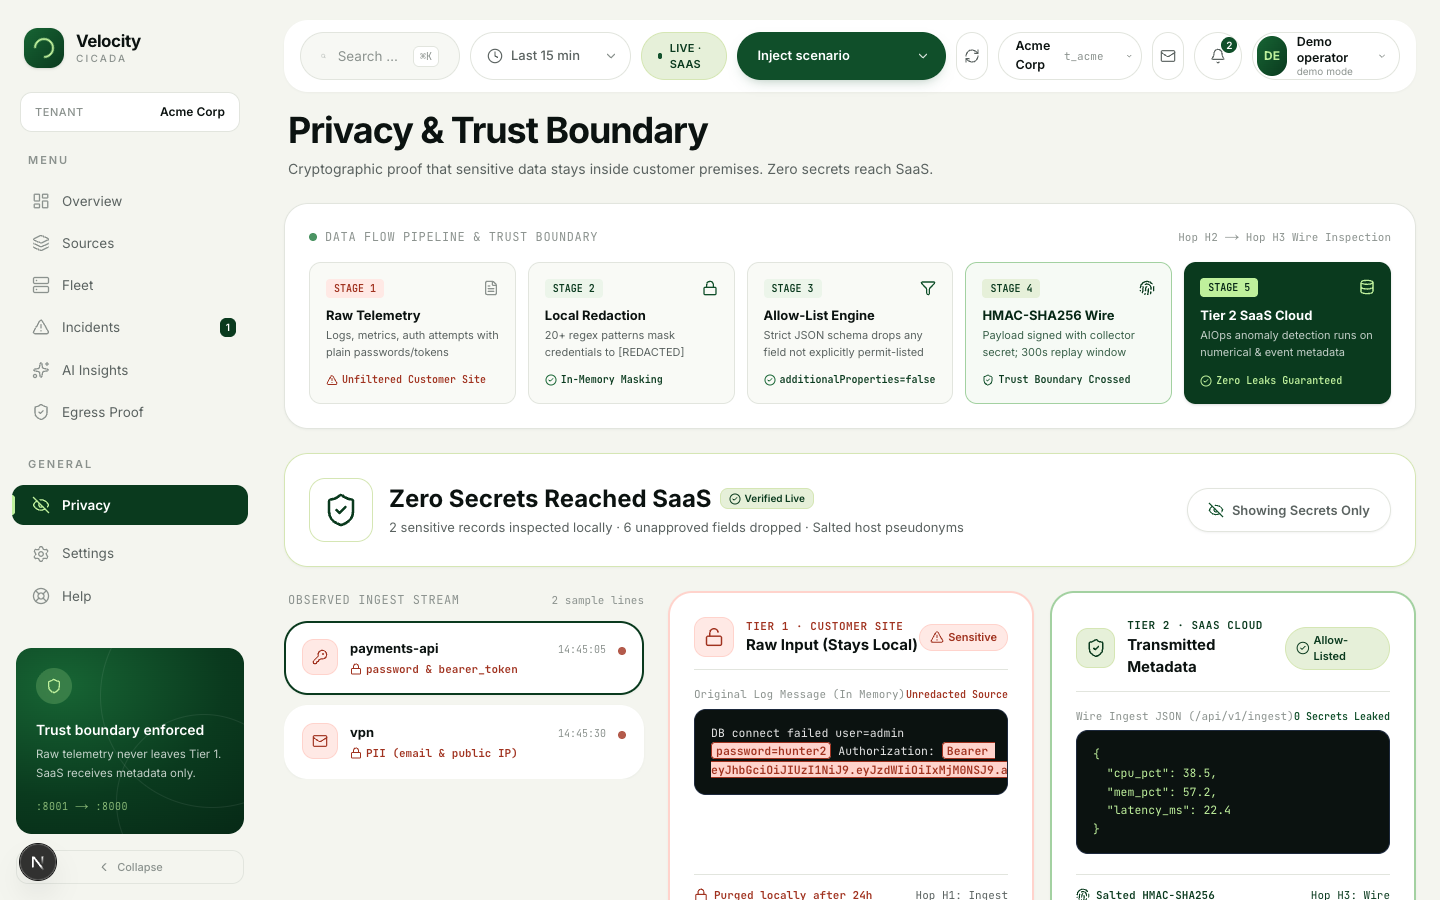 Velocity
CICADA
TENANT Acme Corp
MENU
Overview
Sources
Fleet
Incidents 1
AI Insights
Egress Proof
GENERAL
Privacy
Settings
Help
Trust boundary enforced
Raw telemetry never leaves Tier 1.
SaaS receives metadata only.
:8001 → :8000
N
Collapse
Search ... ⌘K
Last 15 min
LIVE ·
SAAS
Inject scenario
Acme
Corp
t_acme
2
DE
Demo
operator
demo mode
Privacy & Trust Boundary
Cryptographic proof that sensitive data stays inside customer premises. Zero secrets reach SaaS.
DATA FLOW PIPELINE & TRUST BOUNDARY
Hop H2 → Hop H3 Wire Inspection
STAGE 1
Raw Telemetry
Logs, metrics, auth attempts with
plain passwords/tokens
Unfiltered Customer Site
STAGE 2
Local Redaction
20+ regex patterns mask
credentials to [REDACTED]
In-Memory Masking
STAGE 3
Allow-List Engine
Strict JSON schema drops any
field not explicitly permit-listed
additionalProperties=false
STAGE 4
HMAC-SHA256 Wire
Payload signed with collector
secret; 300s replay window
Trust Boundary Crossed
STAGE 5
Tier 2 SaaS Cloud
AIOps anomaly detection runs on
numerical & event metadata
Zero Leaks Guaranteed
Zero Secrets Reached SaaS
Verified Live
2 sensitive records inspected locally · 6 unapproved fields dropped · Salted host pseudonyms
Showing Secrets Only
OBSERVED INGEST STREAM
2 sample lines
payments-api
14:45:05
password & bearer_token
vpn
14:45:30
PII (email & public IP)
TIER 1 · CUSTOMER SITE
Raw Input (Stays Local)
Sensitive
Original Log Message (In Memory)
Unredacted Source
DB connect failed user=admin
password=hunter2 Authorization: Bearer
eyJhbGciOiJIUzI1NiJ9.eyJzdWIiOiIxMjM0NSJ9.a
Purged locally after 24h
Hop H1: Ingest
TIER 2 · SAAS CLOUD
Transmitted
Metadata
Allow-
Listed
Wire Ingest JSON (/api/v1/ingest)
0 Secrets Leaked
{
"cpu_pct": 38.5,
"mem_pct": 57.2,
"latency_ms": 22.4
}
Salted HMAC-SHA256
Hop H3: Wire